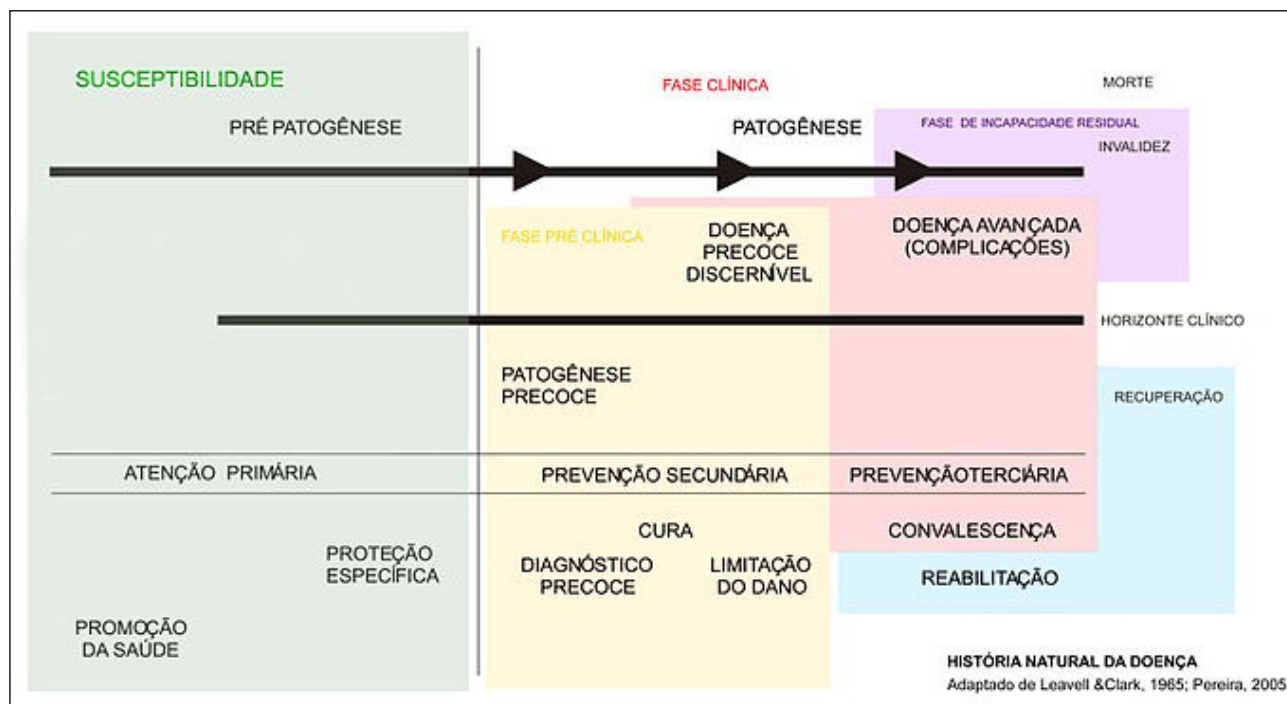 SUSCEPTIBILIDADE
FASE CLÍNICA
MORTE
PRÉ PATOGÊNESE
PATOGÊNESE
FASE DE INCAPACIDADE RESIDUAL
INVALIDEZ
FASE PRÉ CLÍNICA
DOENÇA
PRECOCE
DISCERNÍVEL
DOENÇA AVANÇADA
(COMPLICAÇÕES)
HORIZONTE CLÍNICO
PATOGÊNESE
PRECOCE
RECUPERAÇÃO
ATENÇÃO PRIMÁRIA
PREVENÇÃO SECUNDÁRIA
PREVENÇÃOTERCIÁRIA
CURA
CONVALESCENÇA
PROTEÇÃO
ESPECÍFICA
DIAGNÓSTICO
PRECOCE
LIMITAÇÃO
DO DANO
REABILITAÇÃO
PROMOÇÃO
DA SAÚDE
HISTÓRIA NATURAL DA DOENÇA
Adaptado de Leavell &Clark, 1965; Pereira, 2005